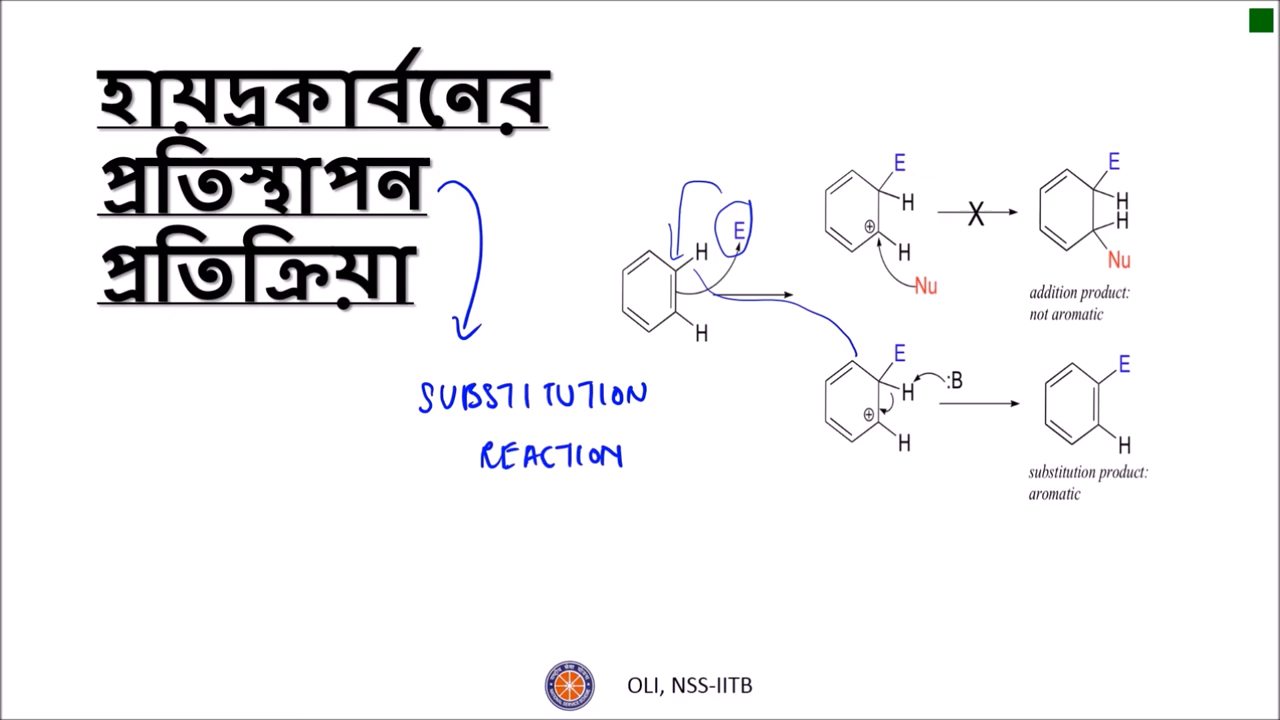 হায়দ্রকার্বনের
প্রতিস্থাপন
প্রতিক্রিয়া
SUBSTITUTION
REACTION
E
H
H
E
H
⊕
H
Nu
X
E
H
H
Nu
addition product:
not aromatic
E
H
:B
⊕
H
E
H
substitution product:
aromatic
OLI, NSS-IITB